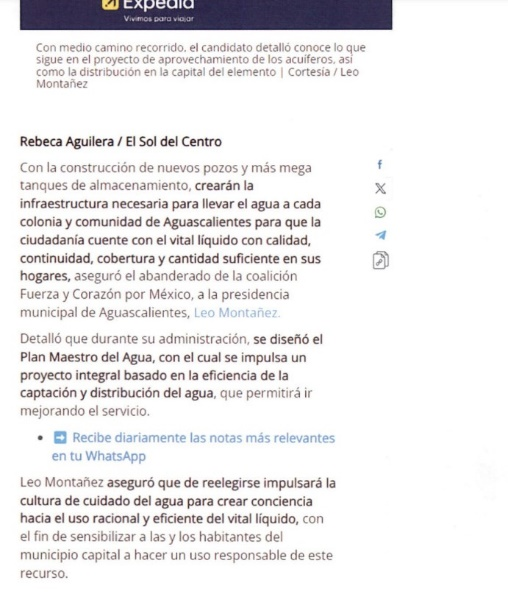 Expedia
Vivimos para viajar
Con medio camino recorrido, el candidato detalló conoce lo que
sigue en el proyecto de aprovechamiento de los acuíferos, así
como la distribución en la capital del elemento | Cortesía / Leo
Montañez
Rebeca Aguilera / El Sol del Centro
Con la construcción de nuevos pozos y más mega
tanques de almacenamiento, crearán la
infraestructura necesaria para llevar el agua a cada
colonia y comunidad de Aguascalientes para que la
ciudadanía cuente con el vital líquido con calidad,
continuidad, cobertura y cantidad suficiente en sus
hogares, aseguró el abanderado de la coalición
Fuerza y Corazón por México, a la presidencia
municipal de Aguascalientes, Leo Montañez.
Detalló que durante su administración, se diseñó el
Plan Maestro del Agua, con el cual se impulsa un
proyecto integral basado en la eficiencia de la
captación y distribución del agua, que permitirá ir
mejorando el servicio.
• ➡ Recibe diariamente las notas más relevantes
en tu WhatsApp
Leo Montañez aseguró que de reelegirse impulsará la
cultura de cuidado del agua para crear conciencia
hacia el uso racional y eficiente del vital líquido, con
el fin de sensibilizar a las y los habitantes del
municipio capital a hacer un uso responsable de este
recurso.